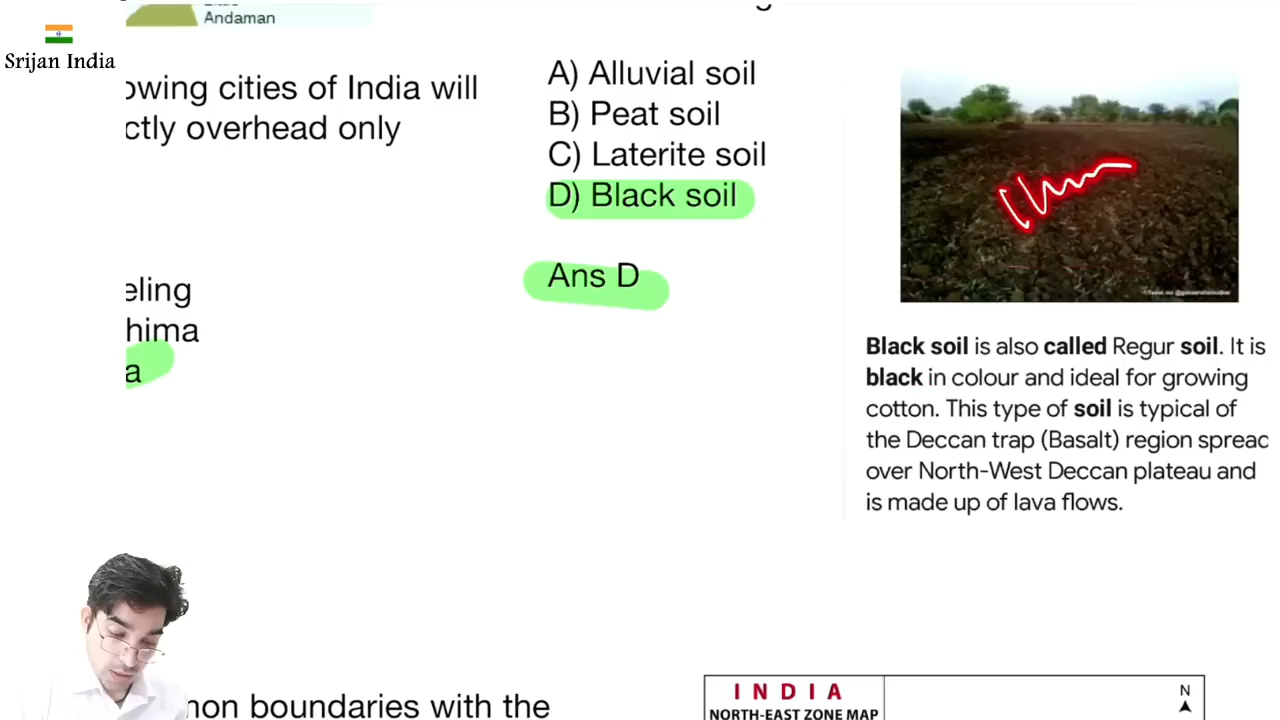 Andaman
Srijan India
owing cities of India will
ctly overhead only
eling
hima
a
A) Alluvial soil
B) Peat soil
C) Laterite soil
D) Black soil
Ans D
Black soil is also called Regur soil. It is
black in colour and ideal for growing
cotton. This type of soil is typical of
the Deccan trap (Basalt) region spread
over North-West Deccan plateau and
is made up of lava flows.
mon boundaries with the
INDIA
NORTH-EAST ZONE MAP
N